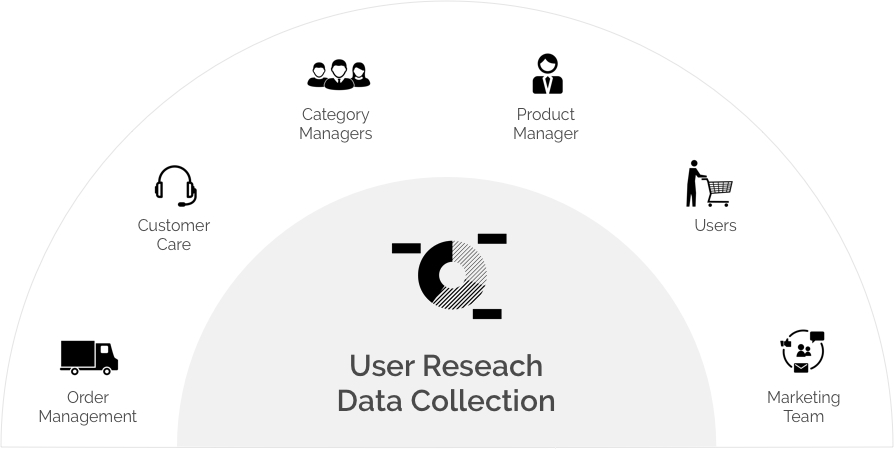 Category
Managers
Product
Manager
Customer
Care
Users
User Reseach
Data Collection
Order
Management
Marketing
Team